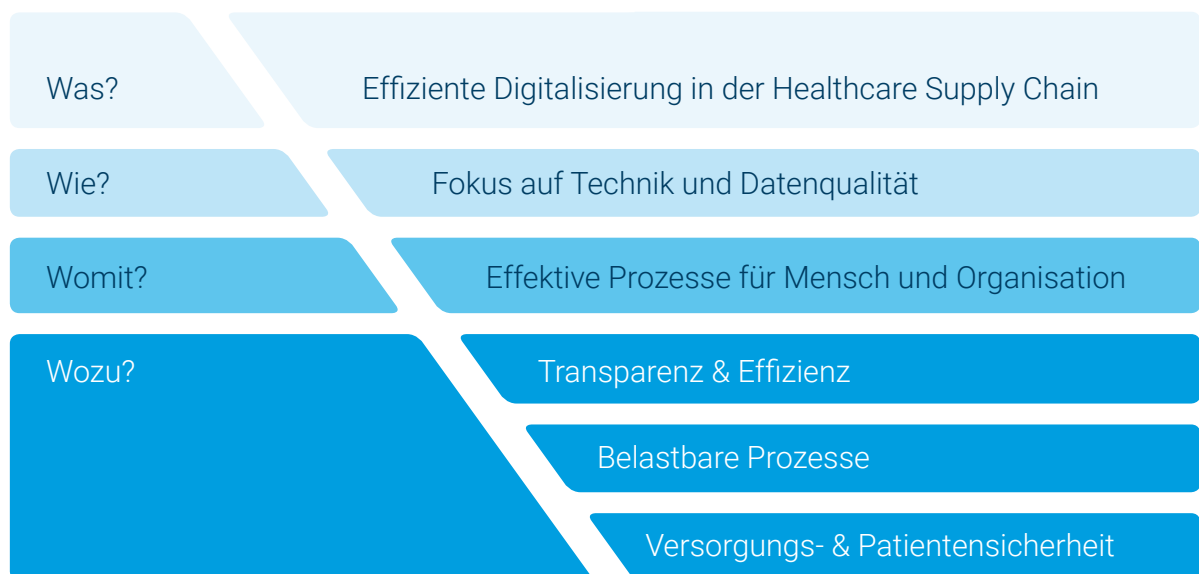 Was?
Effiziente Digitalisierung in der Healthcare Supply Chain
Wie?
Fokus auf Technik und Datenqualität
Womit?
Effektive Prozesse für Mensch und Organisation
Wozu?
Transparenz & Effizienz
Belastbare Prozesse
Versorgungs- & Patientensicherheit